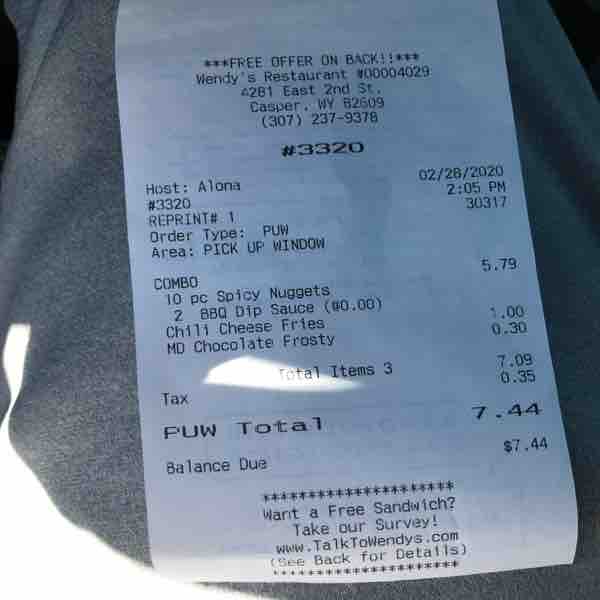 ***FREE OFFER ON BACK!!***
Wendy's Restaurant #00004029
4281 East 2nd St.
Casper, WY 82609
(307) 237-9378
#3320
Host: Alona 02/28/2020
#3320 2:05 PM
REPRINT# 1 30317
Order Type: PUW
Area: PICK UP WINDOW
COMBO 5.79
10 pc Spicy Nuggets
2 BBQ Dip Sauce (@0.00)
Chili Cheese Fries 1.00
MD Chocolate Frosty 0.30
Total Items 3 7.09
Tax 0.35
PUW Total 7.44
Balance Due $7.44
*********************
Want a Free Sandwich?
Take our Survey!
www.TalkToWendys.com
(See Back for Details)
*********************